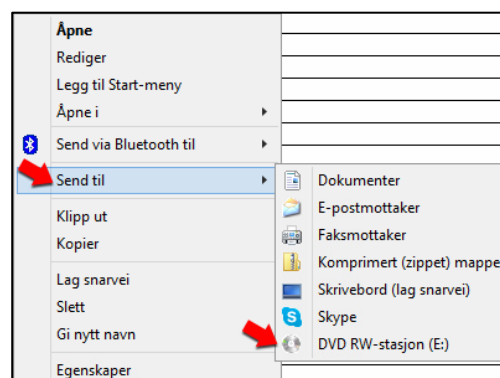 Åpne
Rediger
Legg til Start-meny
Åpne i
Send via Bluetooth til
Send til
Klipp ut
Kopier
Lag snarvei
Slett
Gi nytt navn
Egenskaper
Dokumenter
E-postmottaker
Faksmottaker
Komprimert (zippet) mappe
Skrivebord (lag snarvei)
Skype
DVD RW-stasjon (E:)